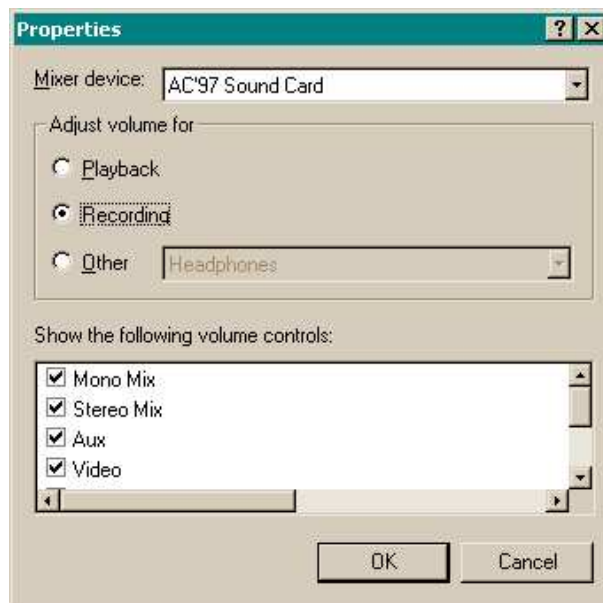 Properties
Mixer device: AC'97 Sound Card
Adjust volume for
Playback
Recording
Other Headphones
Show the following volume controls:
Mono Mix
Stereo Mix
Aux
Video
OK Cancel